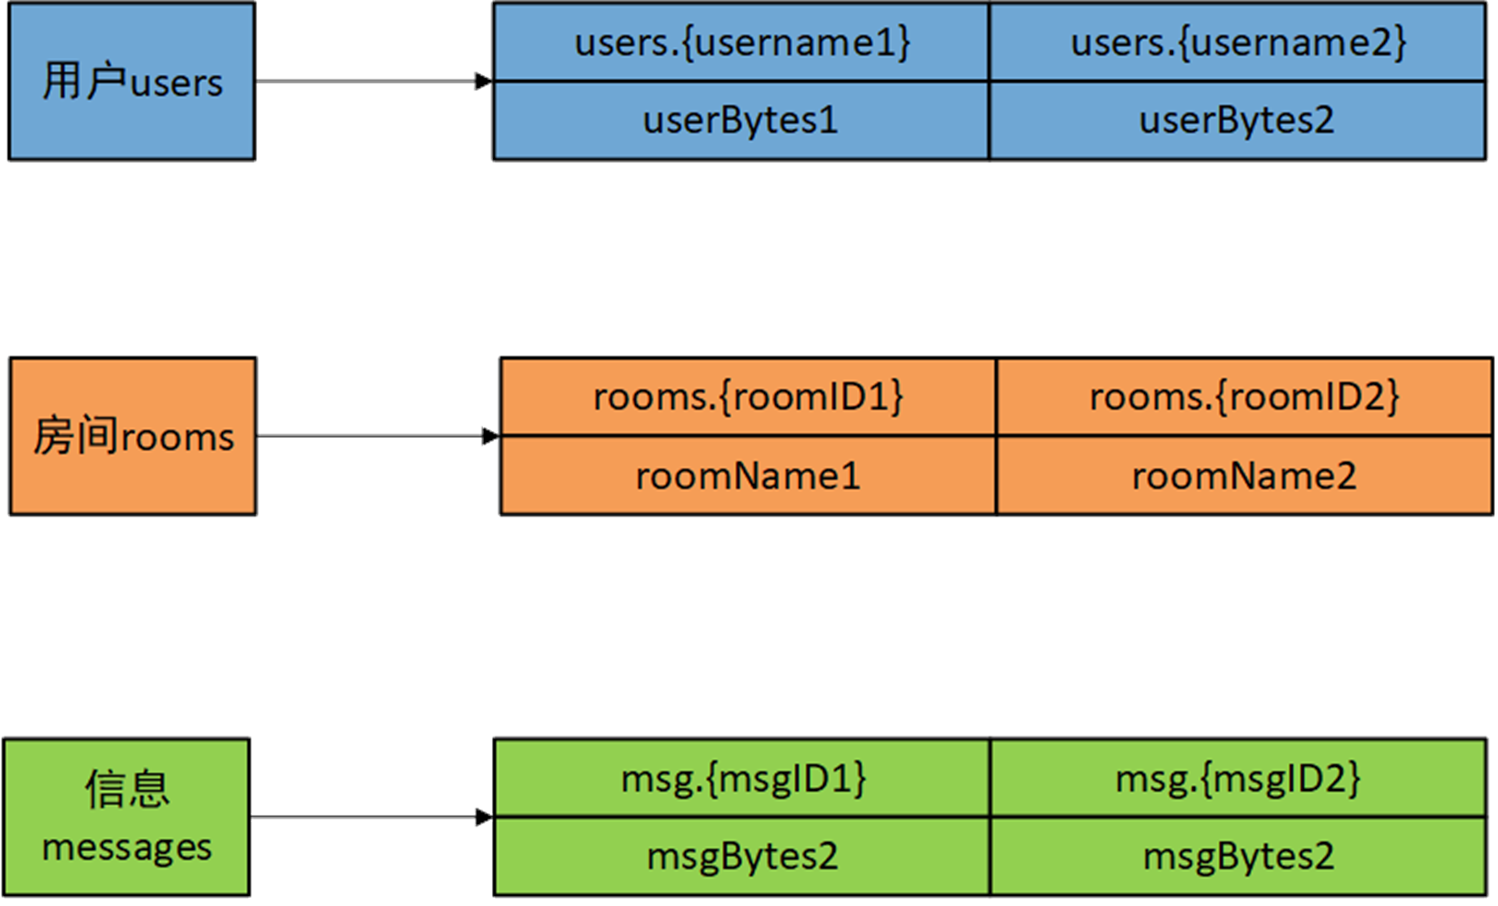 用户users
users.{username1}
users.{username2}
userBytes1
userBytes2
房间rooms
rooms.{roomID1}
rooms.{roomID2}
roomName1
roomName2
信息
messages
msg.{msgID1}
msg.{msgID2}
msgBytes2
msgBytes2